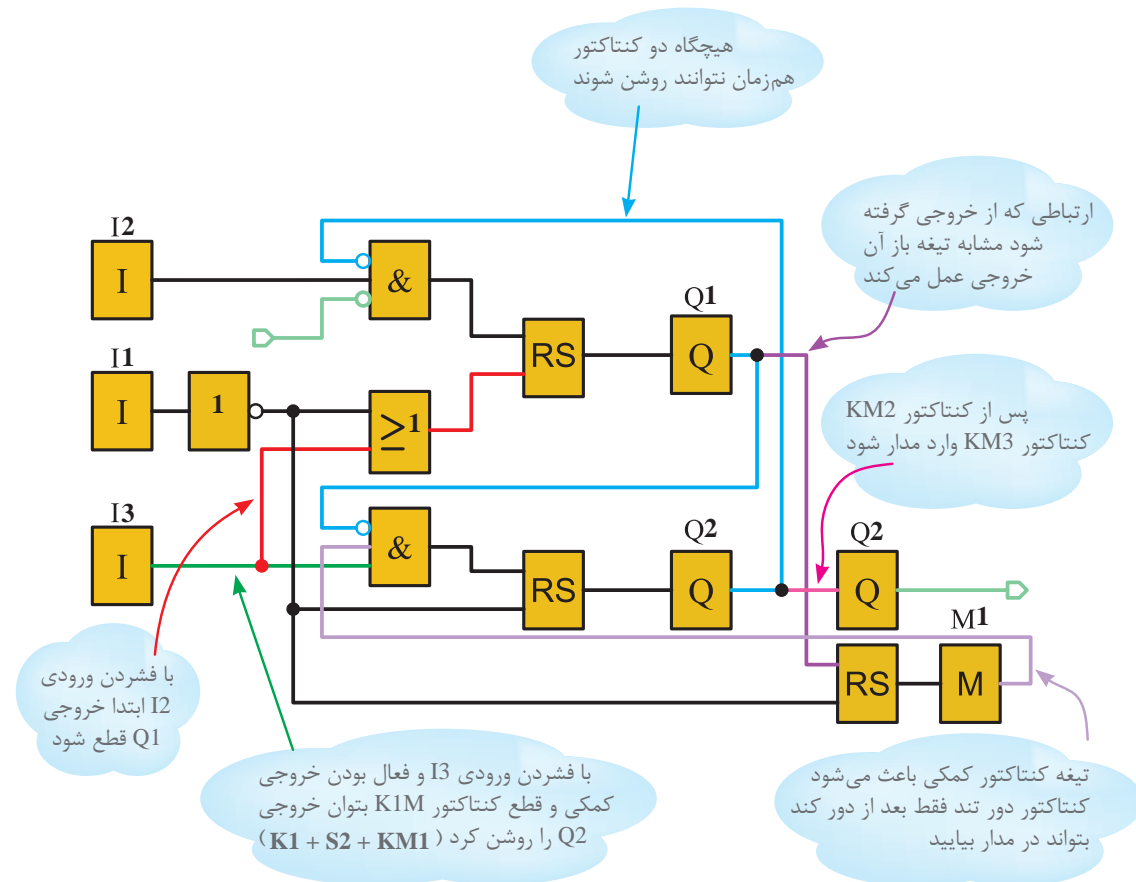 هیچگاه دو کنتاکتور
هم‌زمان نتوانند روشن شوند
ارتباطی که از خروجی گرفته
شود مشابه تیغه باز آن
خروجی عمل می‌کند
I2
I
&
Q1
RS
Q
I1
I
1
≥1
پس از کنتاکتور KM2
کنتاکتور KM3 وارد مدار شود
I3
I
&
Q2
RS
Q
Q2
Q
M1
RS
M
با فشردن ورودی
I2 ابتدا خروجی
Q1 قطع شود
با فشردن ورودی I3 و فعال بودن خروجی
کمکی و قطع کنتاکتور K1M بتوان خروجی
Q2 را روشن کرد (K1 + S2 + KM1)
تیغه کنتاکتور کمکی باعث می‌شود
کنتاکتور دور تند فقط بعد از دور کند
بتواند در مدار بیایید